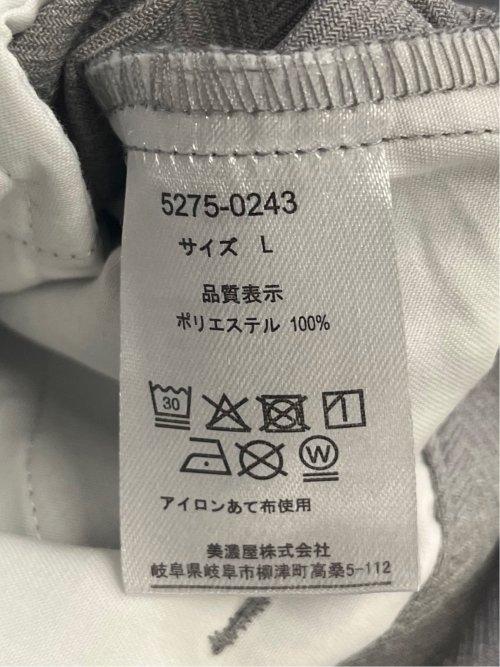 5275-0243
サイズ L
品質表示
ポリエステル 100%
30
W
アイロンあて布使用
美濃屋株式会社
岐阜県岐阜市柳津町高桑5-112